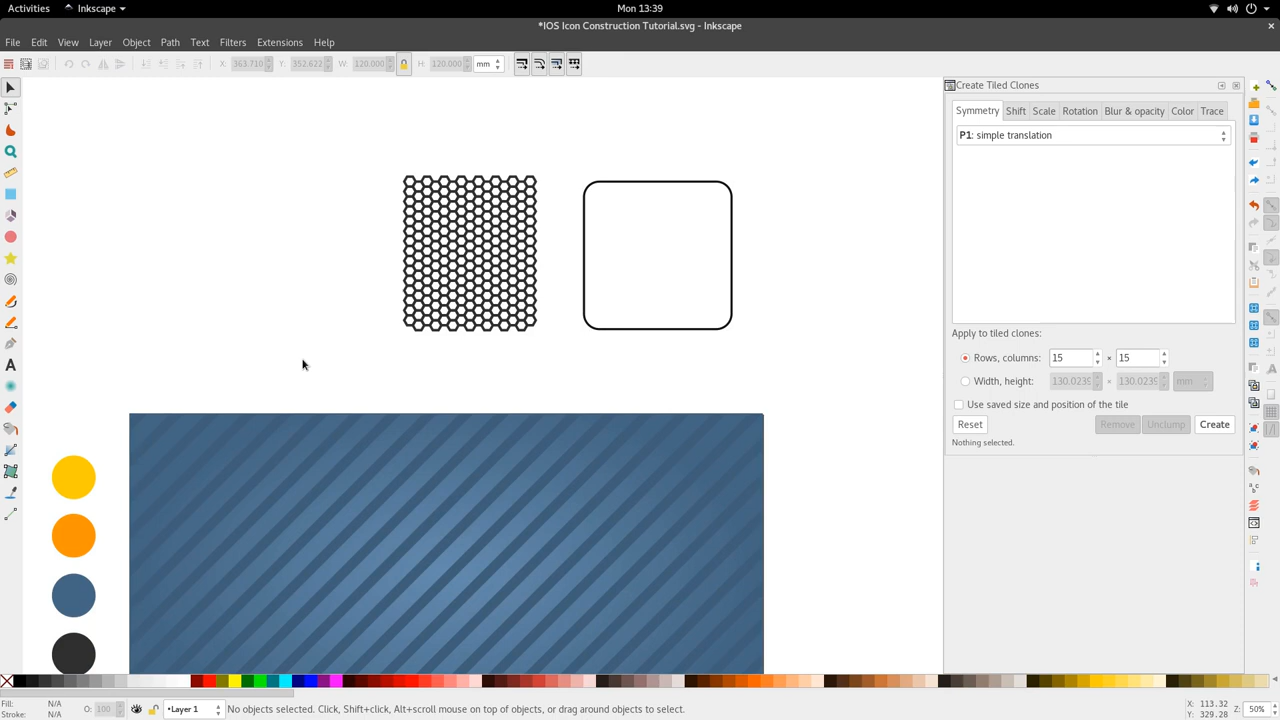 Activities Inkscape Mon 13:39
*IOS Icon Construction Tutorial.svg - Inkscape
File Edit View Layer Object Path Text Filters Extensions Help
X: 363.710 Y: 352.622 W: 120.000 H: 120.000 mm
Create Tiled Clones
Symmetry Shift Scale Rotation Blur & opacity Color Trace
P1: simple translation
Apply to tiled clones:
Rows, columns: 15 × 15
Width, height: 130.0239 × 130.0239 mm
Use saved size and position of the tile
Reset Remove Unclump Create
Nothing selected.
Fill: N/A
Stroke: N/A
O: 100
•Layer 1
No objects selected. Click, Shift+click, Alt+scroll mouse on top of objects, or drag around objects to select.
X: 113.32
Y: 329.28
Z: 50%